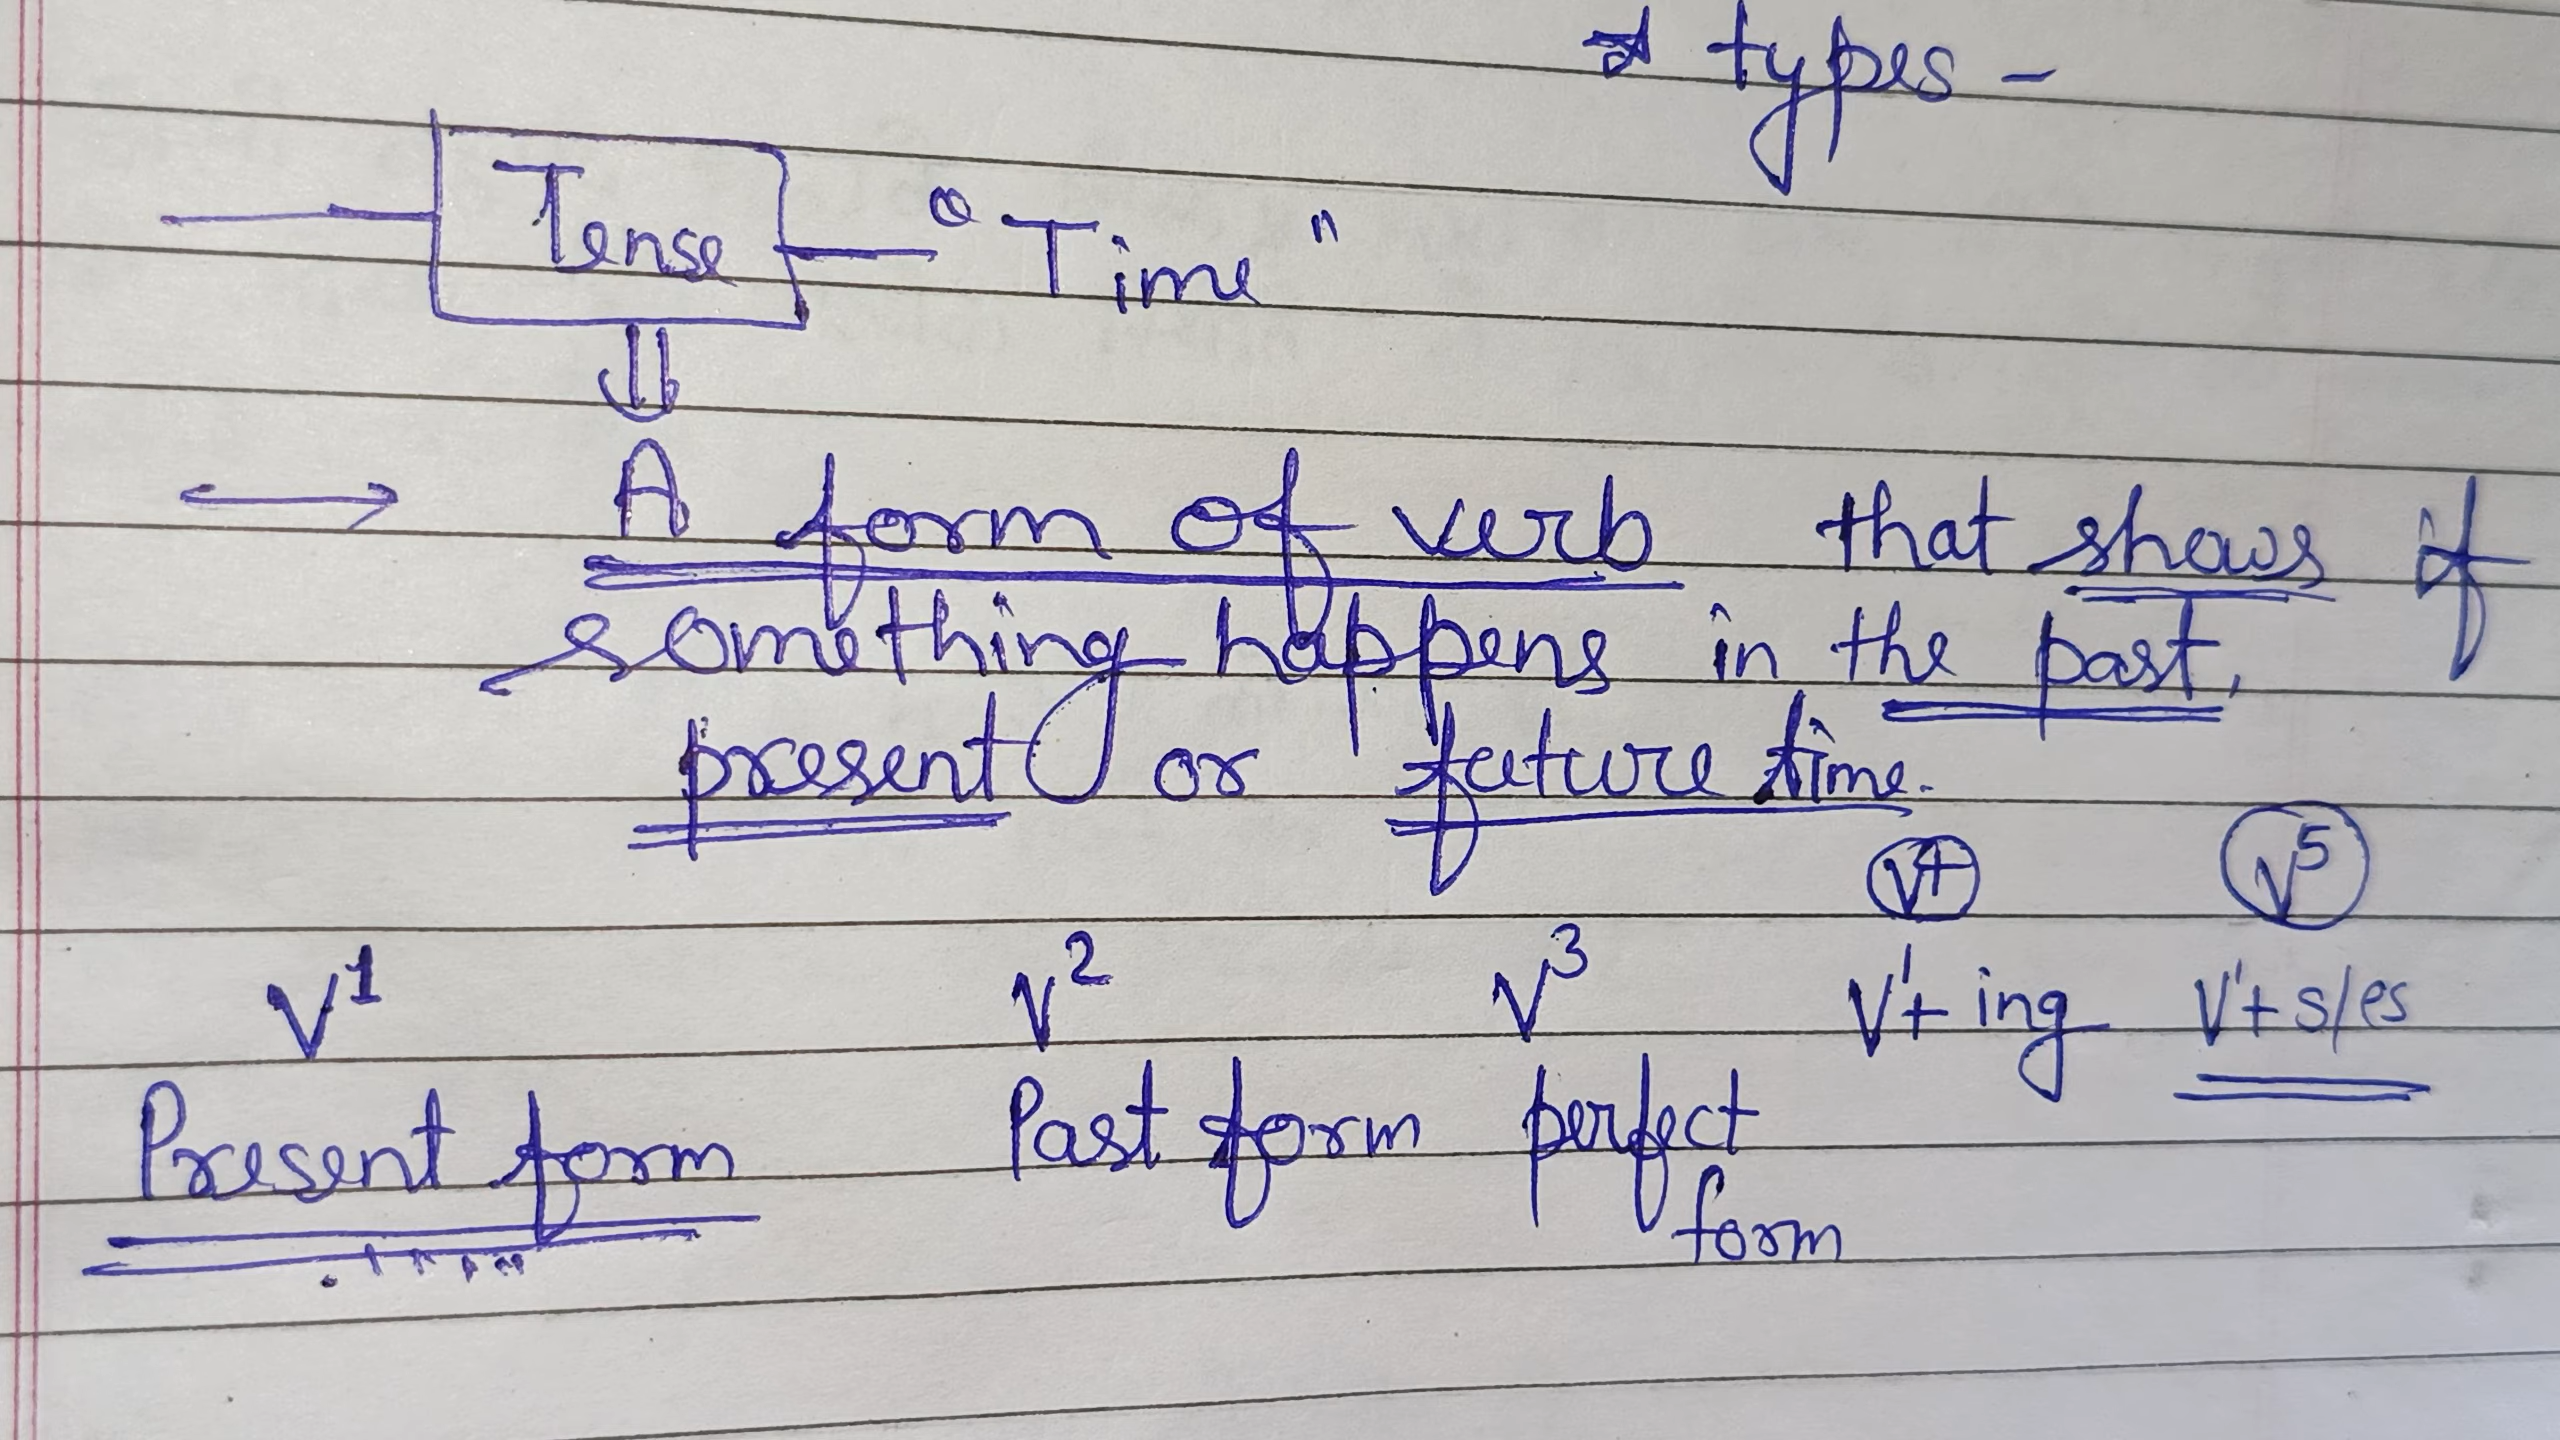 * types -
Tense "Time"
A form of verb that shows if
something happens in the past,
present or future time.
V⁴ V⁵
V¹ V² V³ V¹+ ing V¹+ s/es
Present form Past form perfect
form